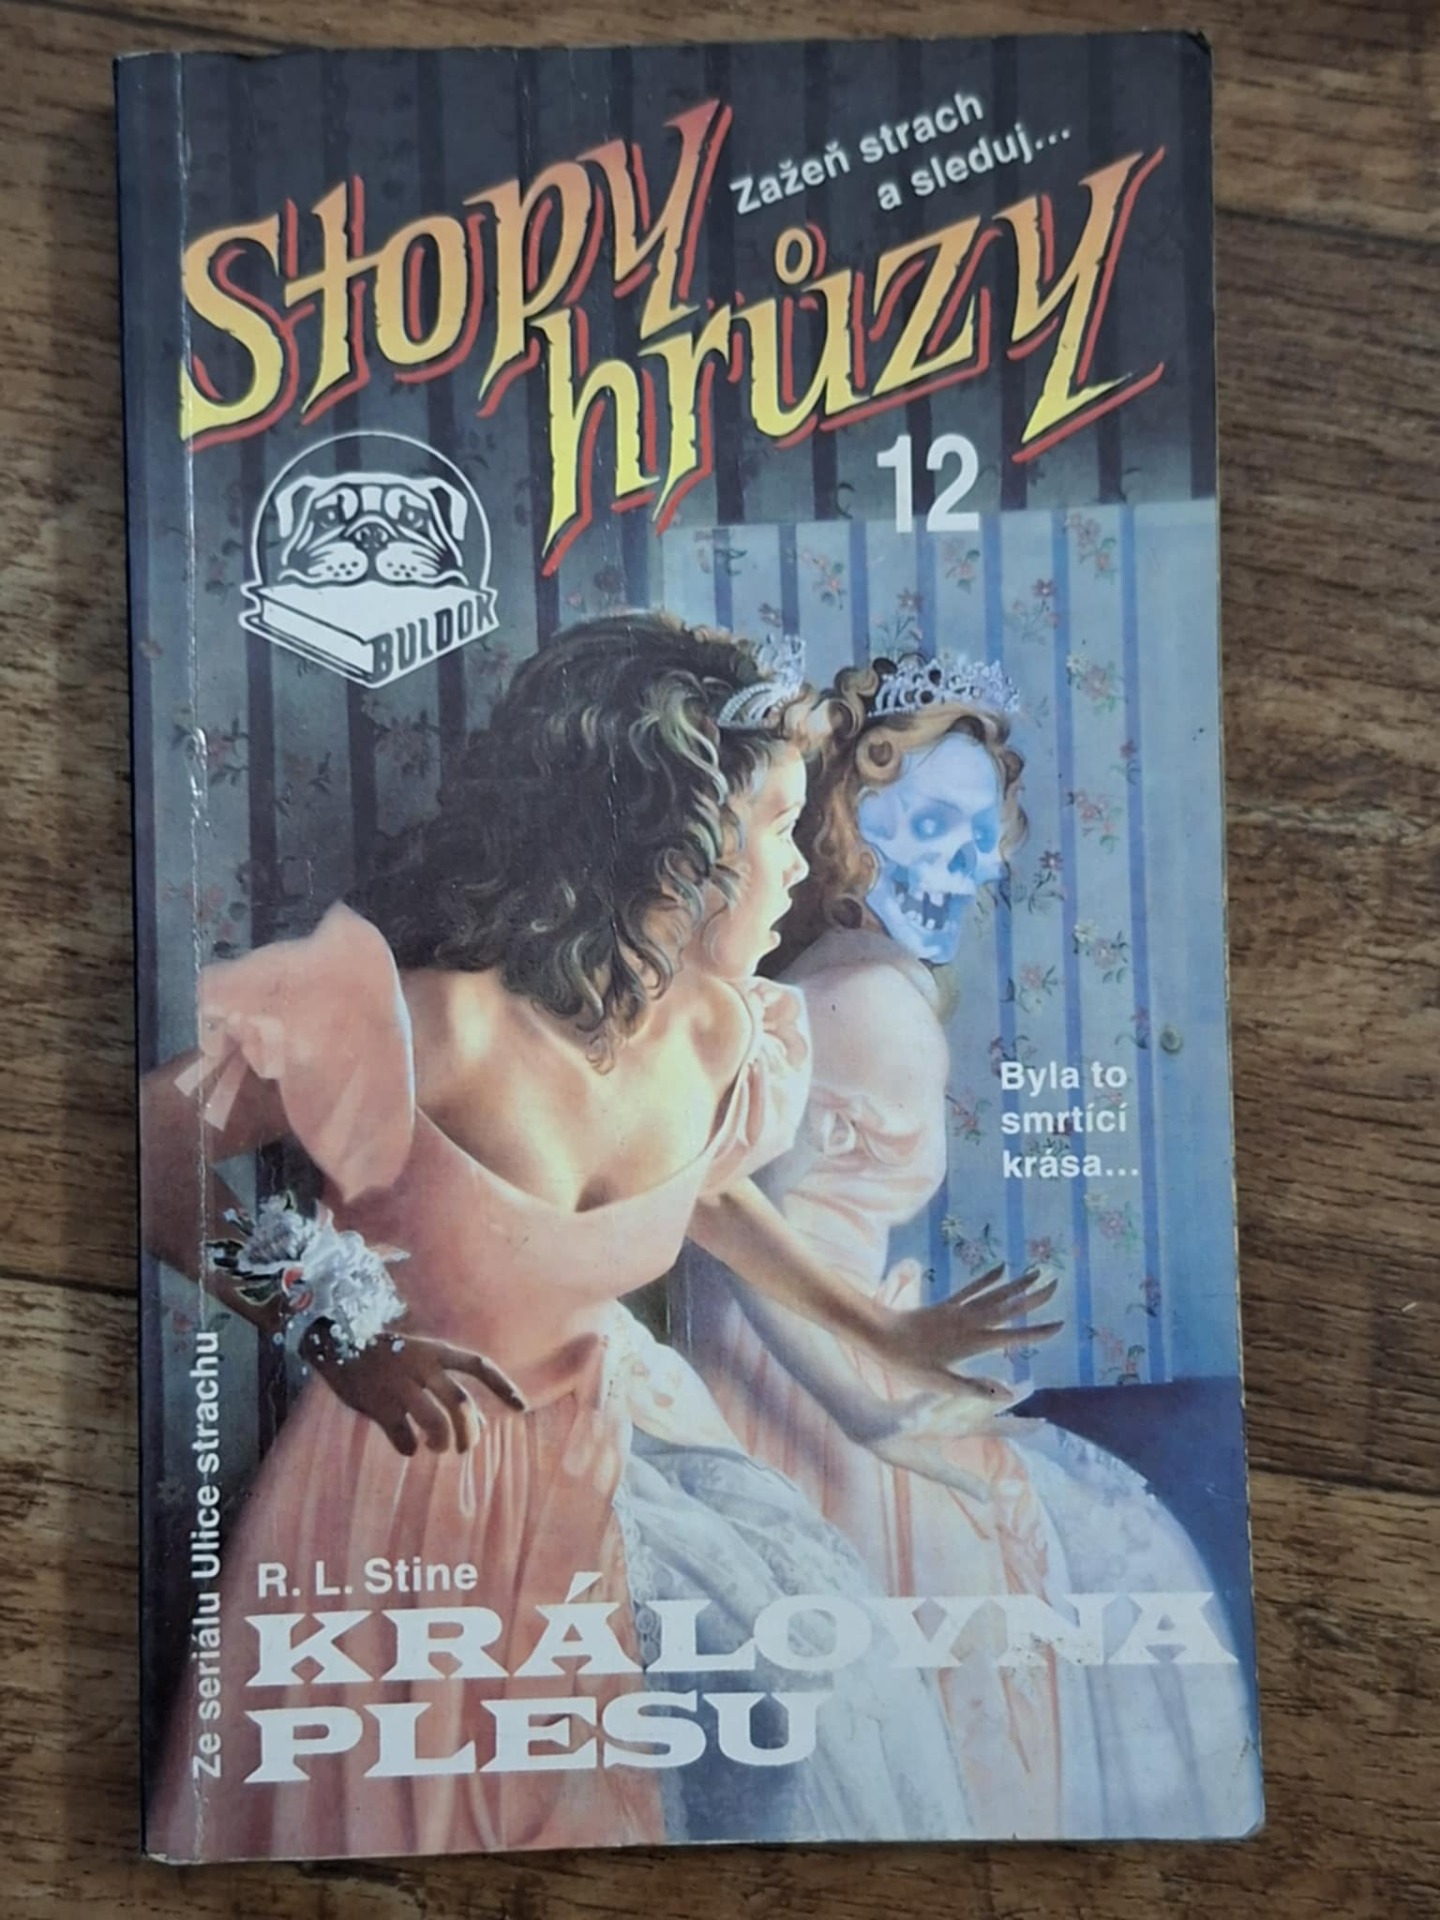 Zažeň strach
a sleduj...
Stopy
hrůzy
12
BULDOK
Byla to
smrtící
krása...
ze seriálu Ulice strachu
R. L. Stine
KRÁLOVNA
PLESU